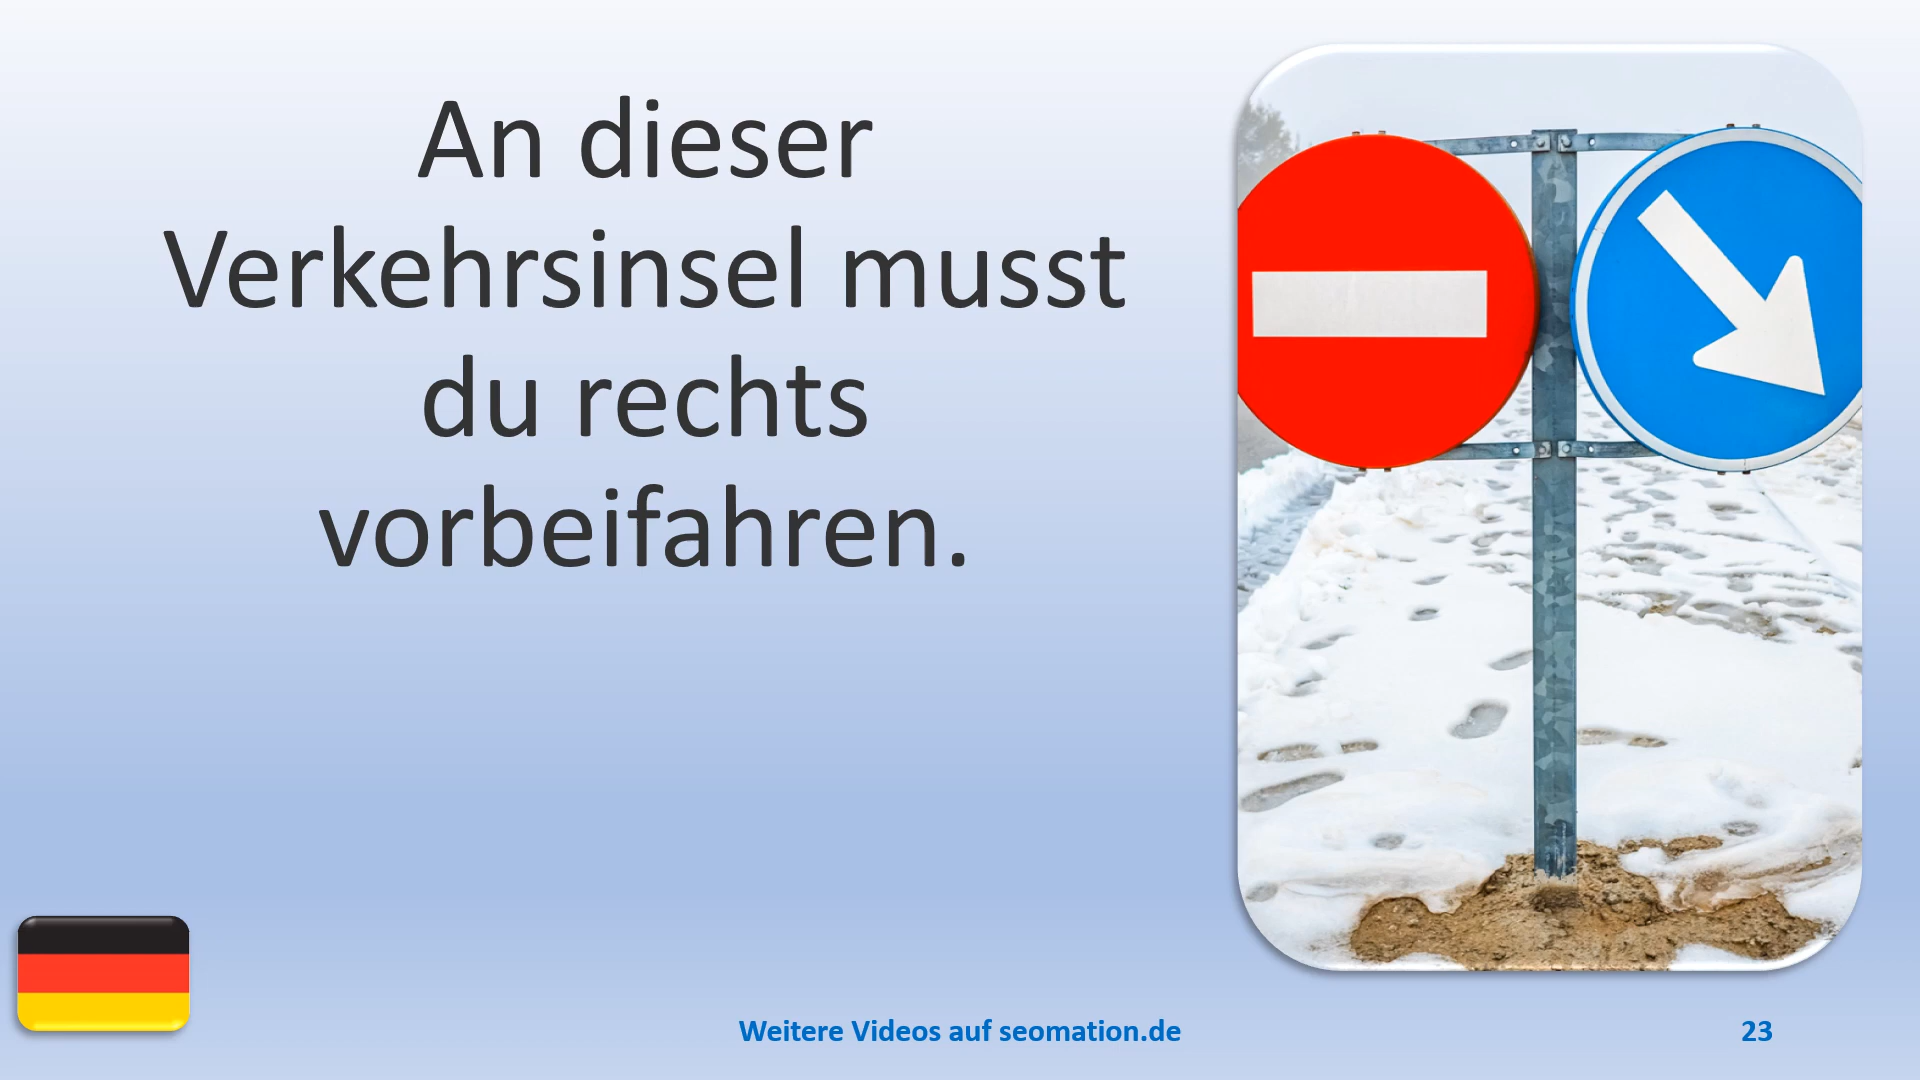 An dieser
Verkehrsinsel musst
du rechts
vorbeifahren.
Weitere Videos auf seomation.de
23